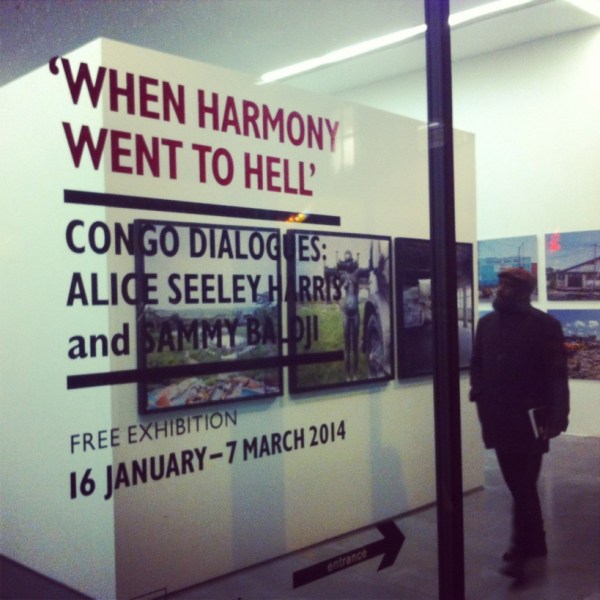 'WHEN HARMONY
WENT TO HELL'
CONGO DIALOGUES:
ALICE SEELEY HARRIS
and SAMMY BALOJI
FREE EXHIBITION
16 JANUARY–7 MARCH 2014
entrance